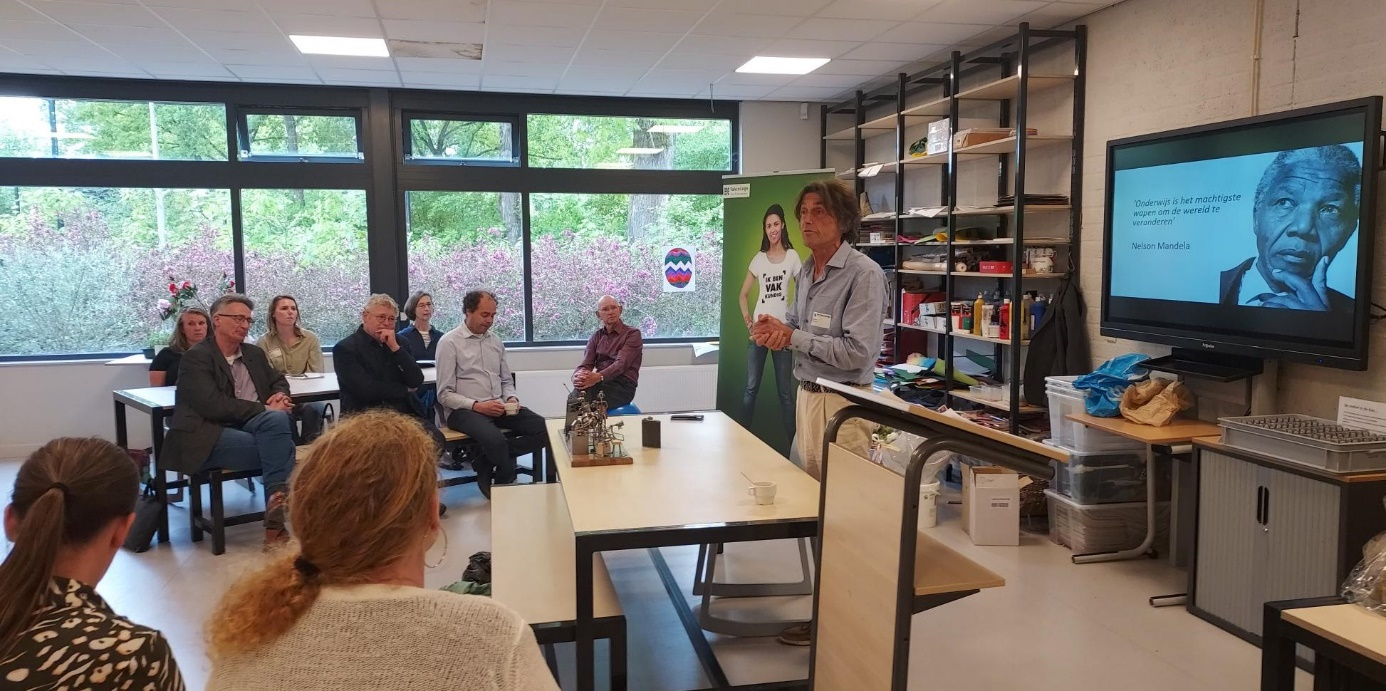 IK BEN
VAK
KUNDIG
'Onderwijs is het machtigste
wapen om de wereld te
veranderen'
Nelson Mandela